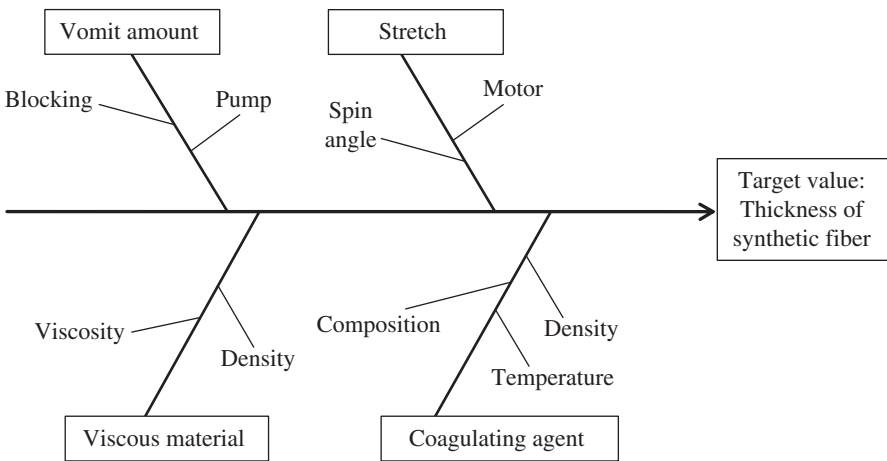 Vomit amount
Stretch
Blocking
Pump
Motor
Spin
angle
Target value:
Thickness of
synthetic fiber
Viscosity
Density
Composition
Density
Temperature
Viscous material
Coagulating agent